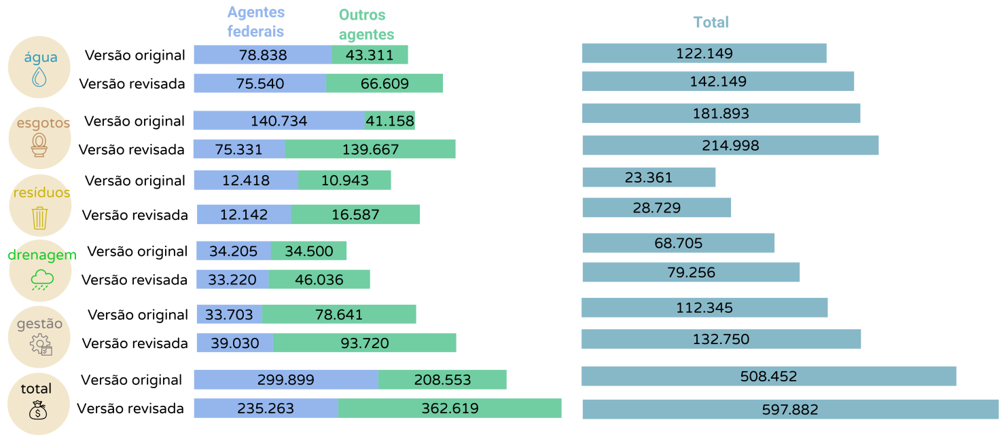 Agentes
federais
Outros
agentes
Total
água
Versão original 78.838 43.311 122.149
Versão revisada 75.540 66.609 142.149
esgotos
Versão original 140.734 41.158 181.893
Versão revisada 75.331 139.667 214.998
resíduos
Versão original 12.418 10.943 23.361
Versão revisada 12.142 16.587 28.729
drenagem
Versão original 34.205 34.500 68.705
Versão revisada 33.220 46.036 79.256
gestão
Versão original 33.703 78.641 112.345
Versão revisada 39.030 93.720 132.750
total
$
Versão original 299.899 208.553 508.452
Versão revisada 235.263 362.619 597.882